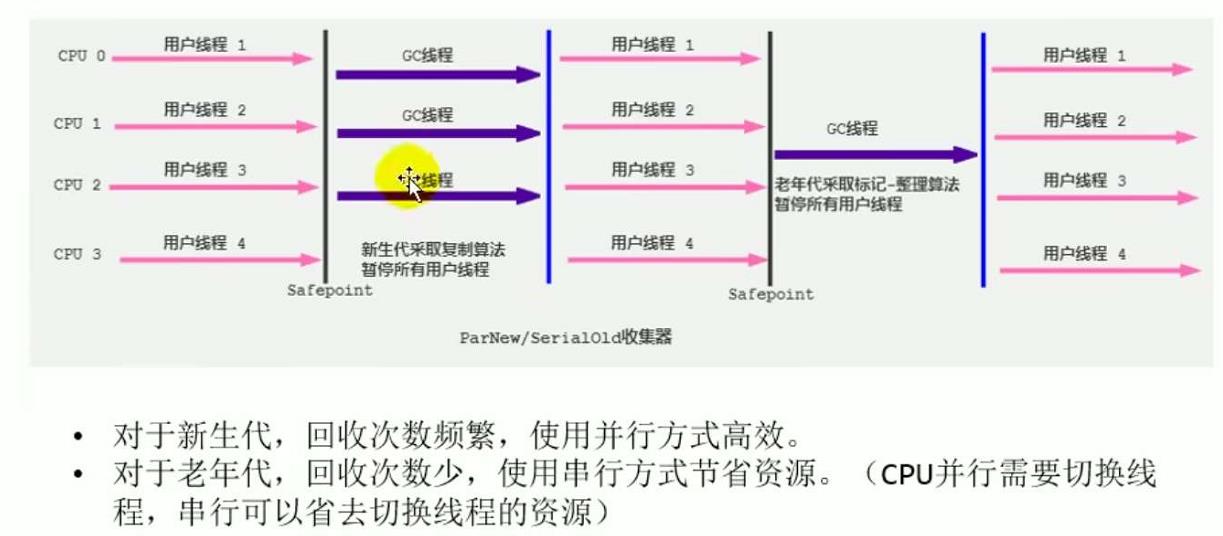 CPU 0
用户线程 1
GC线程
用户线程 1
用户线程 1
CPU 1
用户线程 2
GC线程
用户线程 2
GC线程
用户线程 2
CPU 2
用户线程 3
线程
用户线程 3
老年代采取标记-整理算法
暂停所有用户线程
用户线程 3
CPU 3
用户线程 4
新生代采取复制算法
暂停所有用户线程
用户线程 4
用户线程 4
Safepoint
Safepoint
ParNew/SerialOld收集器
• 对于新生代，回收次数频繁，使用并行方式高效。
• 对于老年代，回收次数少，使用串行方式节省资源。（CPU并行需要切换线
程，串行可以省去切换线程的资源）